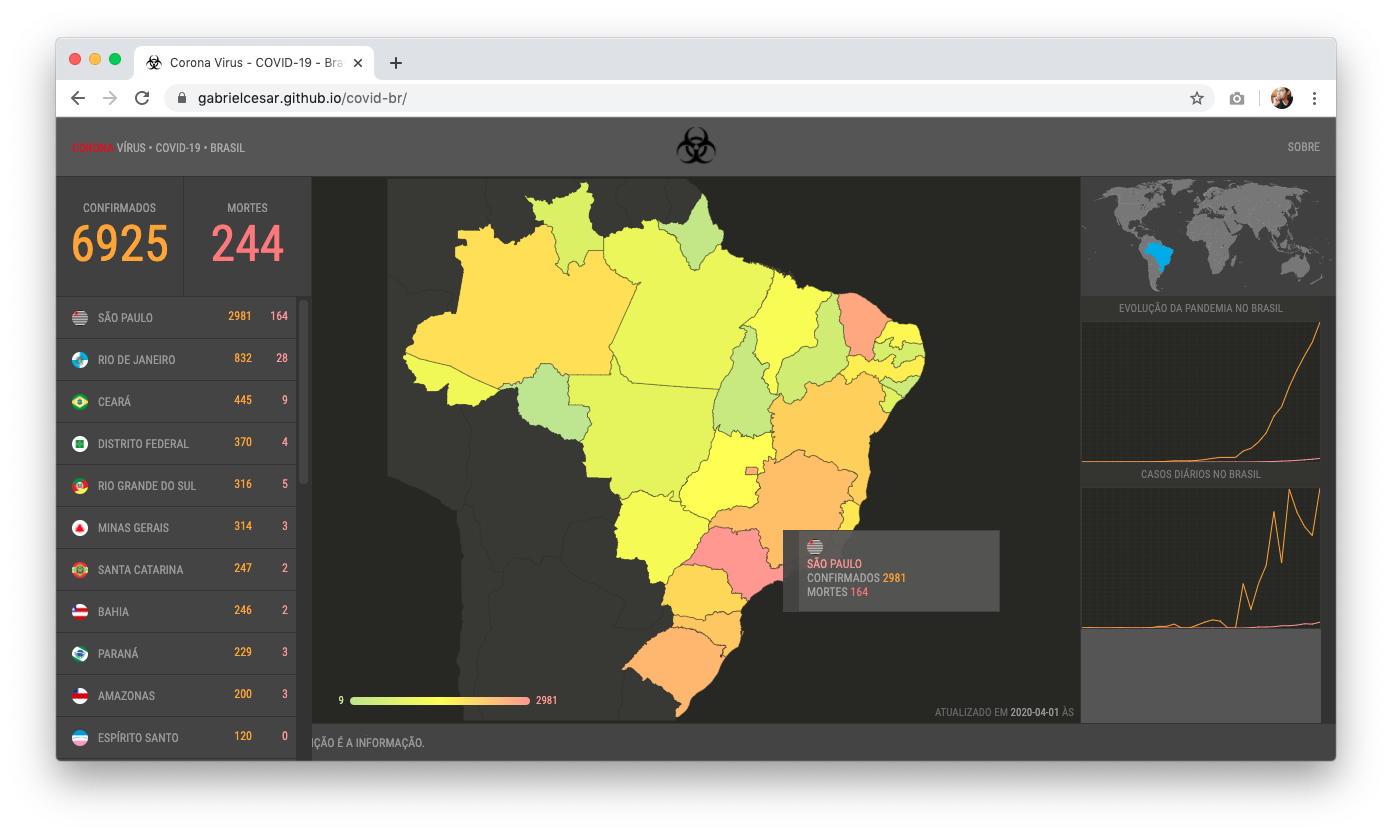 Corona Virus - COVID-19 - Bra
gabrielcesar.github.io/covid-br/
CORONA VÍRUS • COVID-19 • BRASIL
SOBRE
CONFIRMADOS
6925
MORTES
244
SÃO PAULO 2981 164
RIO DE JANEIRO 832 28
CEARÁ 445 9
DISTRITO FEDERAL 370 4
RIO GRANDE DO SUL 316 5
MINAS GERAIS 314 3
SANTA CATARINA 247 2
BAHIA 246 2
PARANÁ 229 3
AMAZONAS 200 3
ESPÍRITO SANTO 120 0
SÃO PAULO
CONFIRMADOS 2981
MORTES 164
9 2981
ATUALIZADO EM 2020-04-01 ÀS
EVOLUÇÃO DA PANDEMIA NO BRASIL
CASOS DIÁRIOS NO BRASIL
NÇÃO É A INFORMAÇÃO.